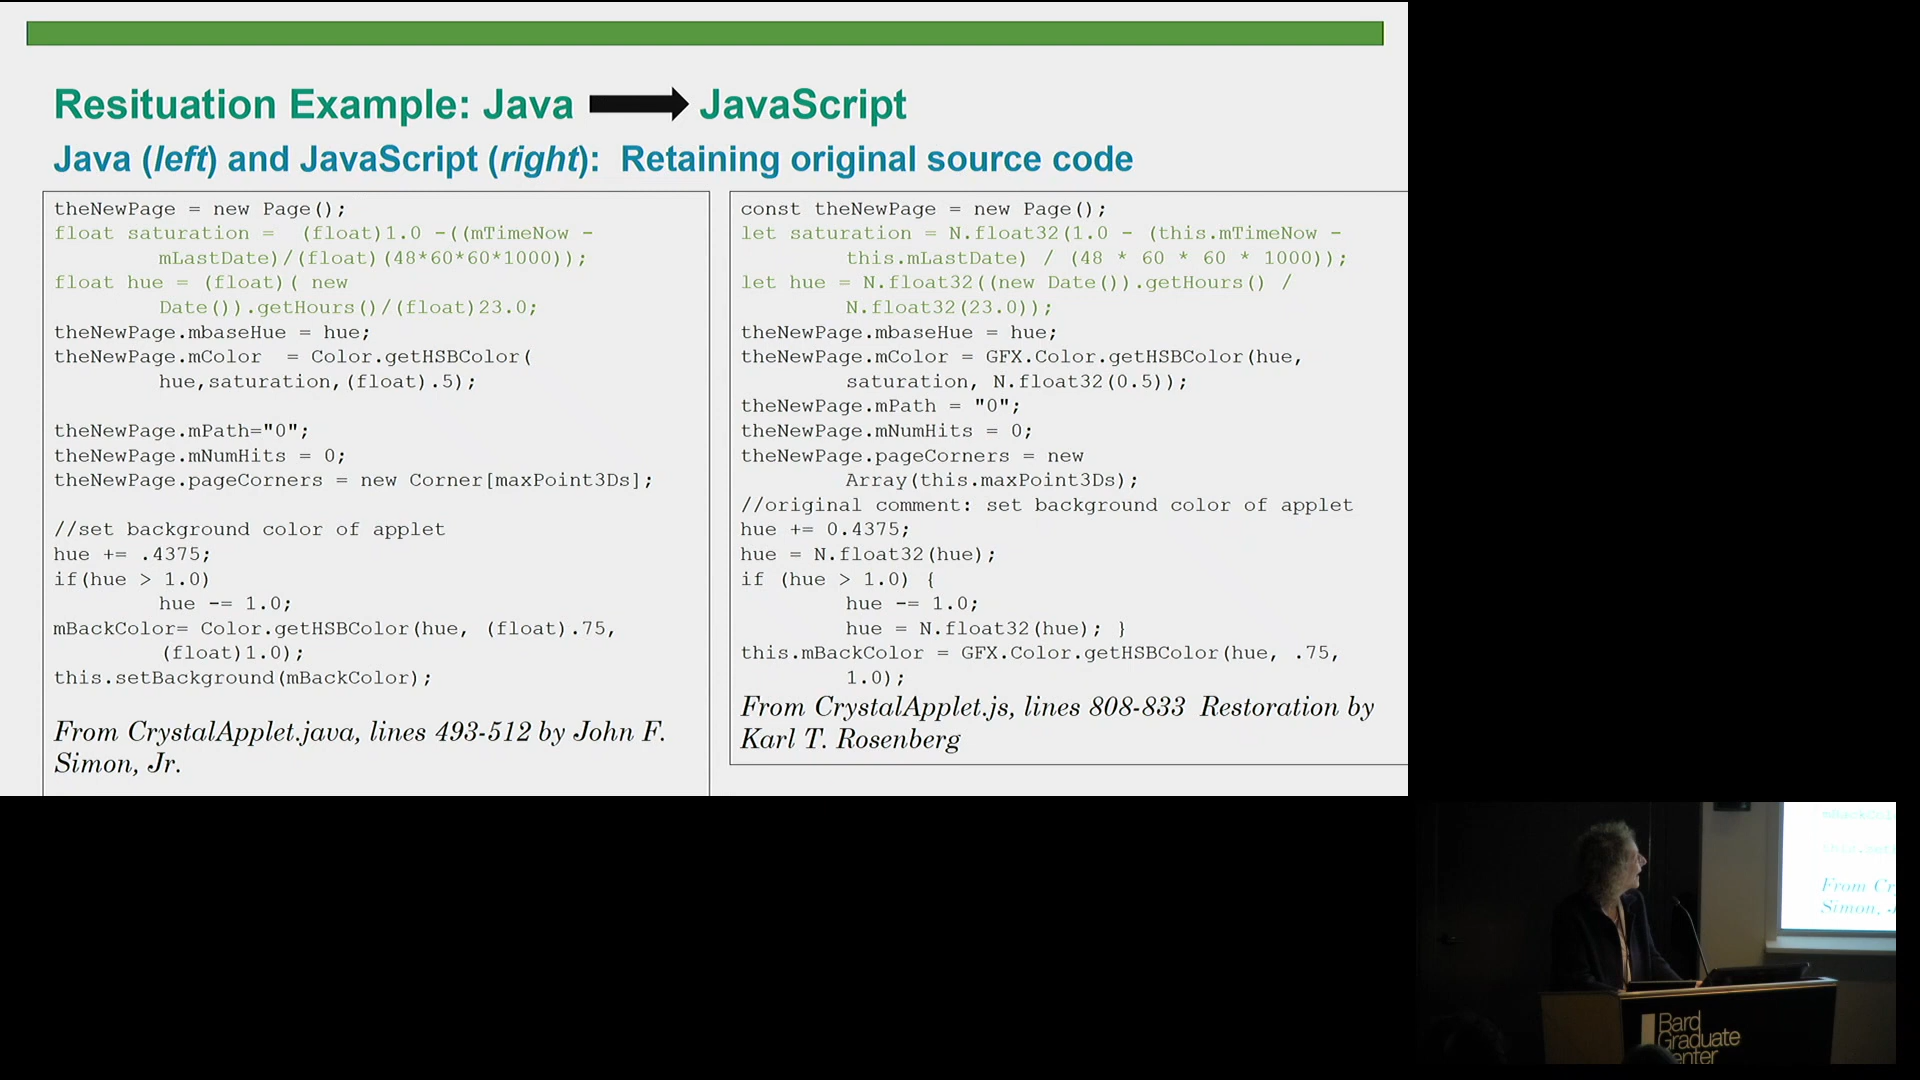 Resituation Example: Java JavaScript
Java (left) and JavaScript (right): Retaining original source code
theNewPage = new Page();
float saturation =  (float)1.0 -((mTimeNow -
mLastDate)/(float)(48*60*60*1000));
float hue = (float)( new
Date()).getHours()/(float)23.0;
theNewPage.mbaseHue = hue;
theNewPage.mColor  = Color.getHSBColor(
hue,saturation,(float).5);
theNewPage.mPath="0";
theNewPage.mNumHits = 0;
theNewPage.pageCorners = new Corner[maxPoint3Ds];
//set background color of applet
hue += .4375;
if(hue > 1.0)
hue -= 1.0;
mBackColor= Color.getHSBColor(hue, (float).75,
(float)1.0);
this.setBackground(mBackColor);
From CrystalApplet.java, lines 493-512 by John F.
Simon, Jr.
const theNewPage = new Page();
let saturation = N.float32(1.0 - (this.mTimeNow -
this.mLastDate) / (48 * 60 * 60 * 1000));
let hue = N.float32((new Date()).getHours() /
N.float32(23.0));
theNewPage.mbaseHue = hue;
theNewPage.mColor = GFX.Color.getHSBColor(hue,
saturation, N.float32(0.5));
theNewPage.mPath = "0";
theNewPage.mNumHits = 0;
theNewPage.pageCorners = new
Array(this.maxPoint3Ds);
//original comment: set background color of applet
hue += 0.4375;
hue = N.float32(hue);
if (hue > 1.0) {
hue -= 1.0;
hue = N.float32(hue); }
this.mBackColor = GFX.Color.getHSBColor(hue, .75,
1.0);
From CrystalApplet.js, lines 808-833  Restoration by
Karl T. Rosenberg
From Cr
Simon, J
Bard
Graduate
Center